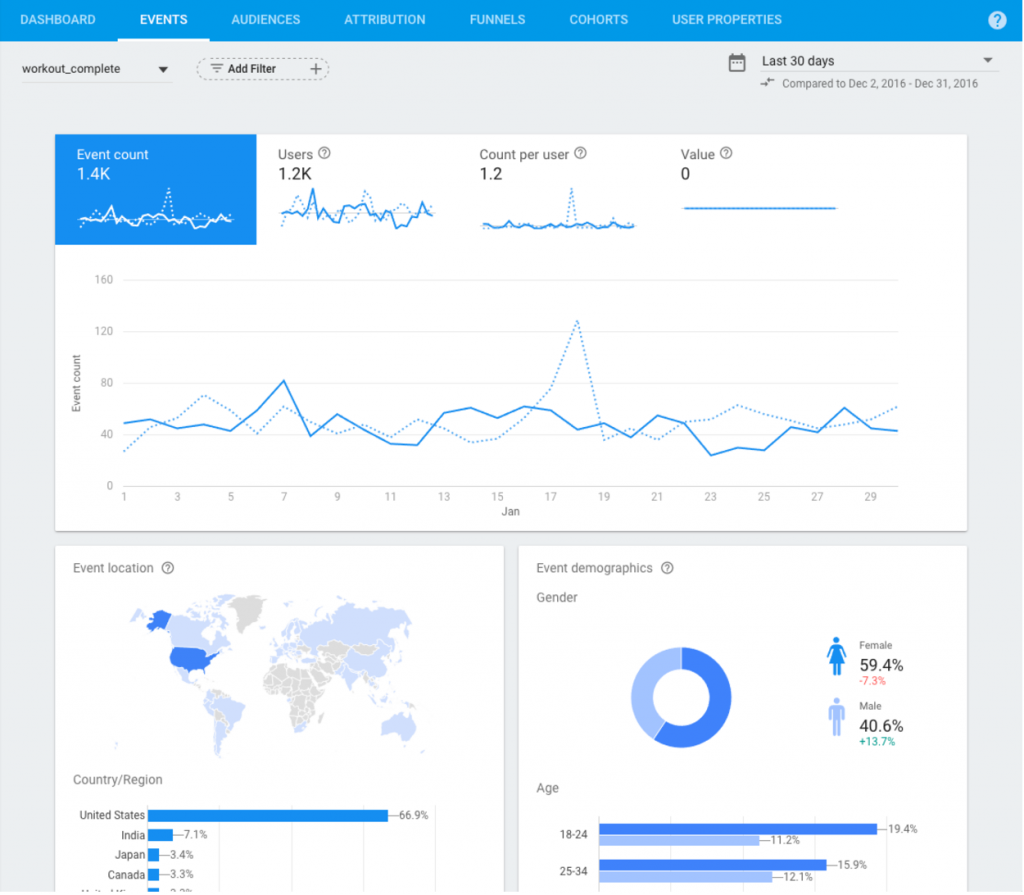 DASHBOARD EVENTS AUDIENCES ATTRIBUTION FUNNELS COHORTS USER PROPERTIES ?
workout_complete Add Filter + Last 30 days
Compared to Dec 2, 2016 - Dec 31, 2016
Event count Users ? Count per user ? Value ?
1.4K 1.2K 1.2 0
160
120
80
40
0
Event count
1 3 5 7 9 11 13 15 17 19 21 23 25 27 29
Jan
Event location ? Event demographics ?
Gender
Female
59.4%
-7.3%
Male
40.6%
+13.7%
Country/Region
United States 66.9%
India 7.1%
Japan 3.4%
Canada 3.3%
Age
18-24 19.4%
11.2%
25-34 15.9%
12.1%